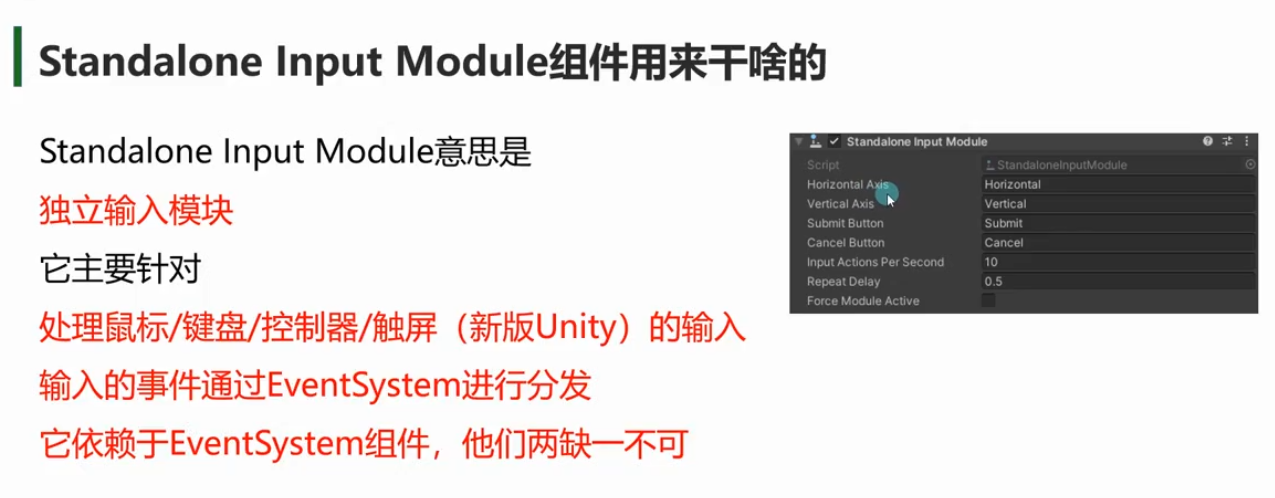 Standalone Input Module组件用来干啥的
Standalone Input Module意思是
独立输入模块
它主要针对
处理鼠标/键盘/控制器/触屏（新版Unity）的输入
输入的事件通过EventSystem进行分发
它依赖于EventSystem组件，他们两缺一不可
Standalone Input Module
Script StandaloneInputModule
Horizontal Axis Horizontal
Vertical Axis Vertical
Submit Button Submit
Cancel Button Cancel
Input Actions Per Second 10
Repeat Delay 0.5
Force Module Active